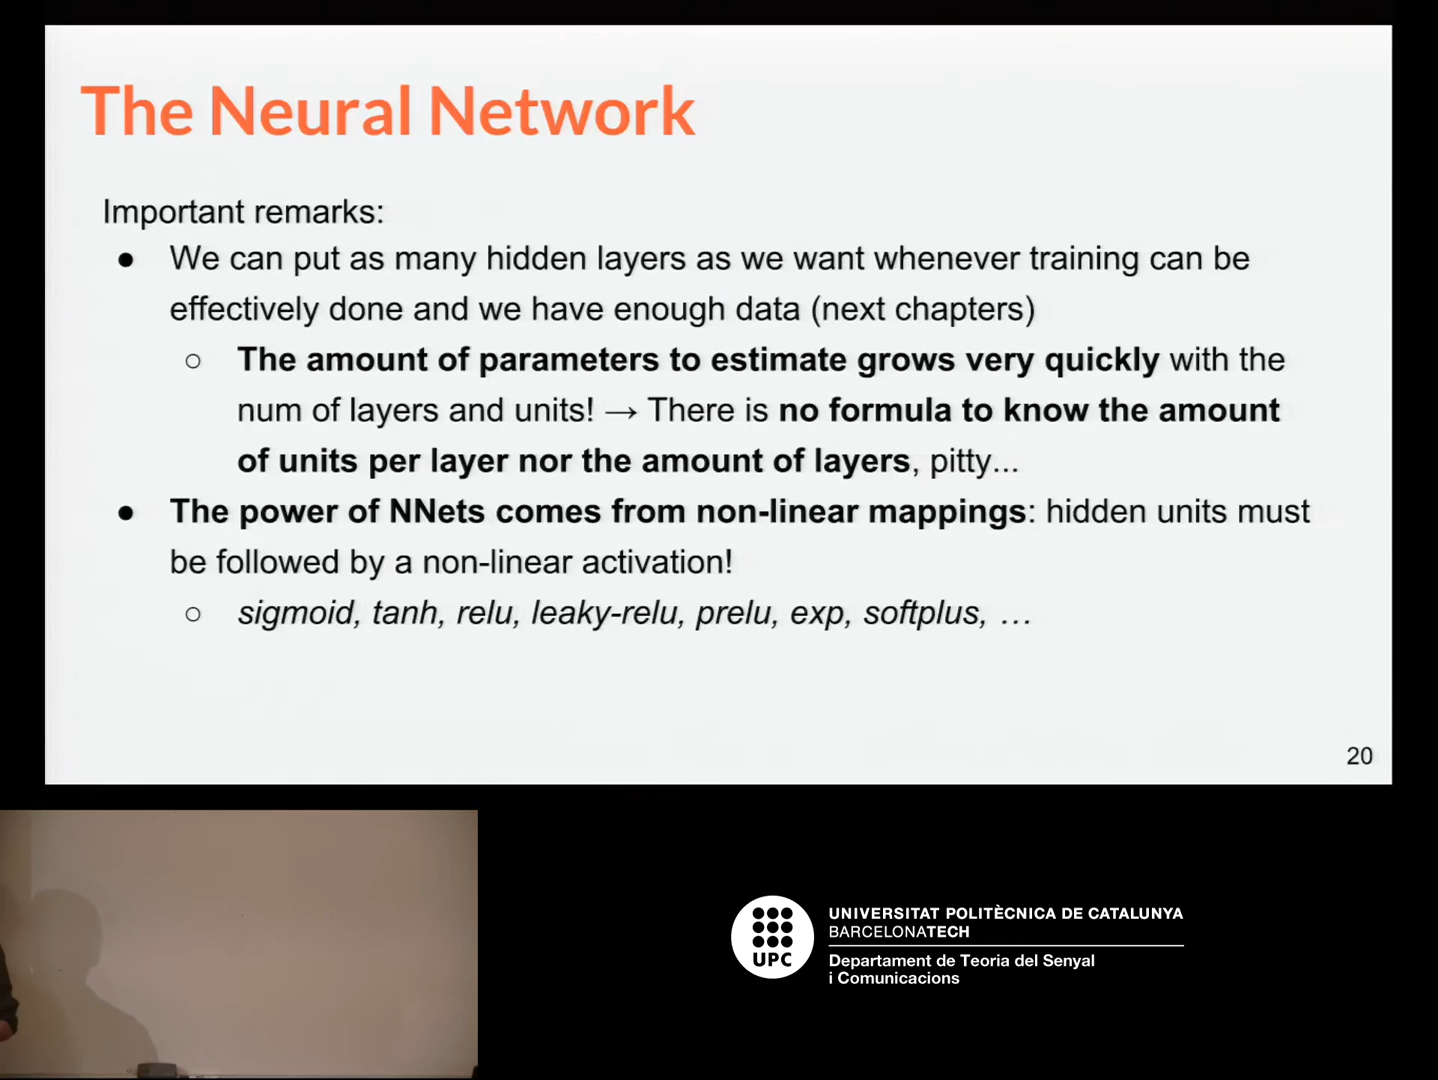 The Neural Network
Important remarks:
● We can put as many hidden layers as we want whenever training can be
effectively done and we have enough data (next chapters)
○ The amount of parameters to estimate grows very quickly with the
num of layers and units! → There is no formula to know the amount
of units per layer nor the amount of layers, pitty...
● The power of NNets comes from non-linear mappings: hidden units must
be followed by a non-linear activation!
○ sigmoid, tanh, relu, leaky-relu, prelu, exp, softplus, …
20
UPC
UNIVERSITAT POLITÈCNICA DE CATALUNYA
BARCELONATECH
Departament de Teoria del Senyal
i Comunicacions